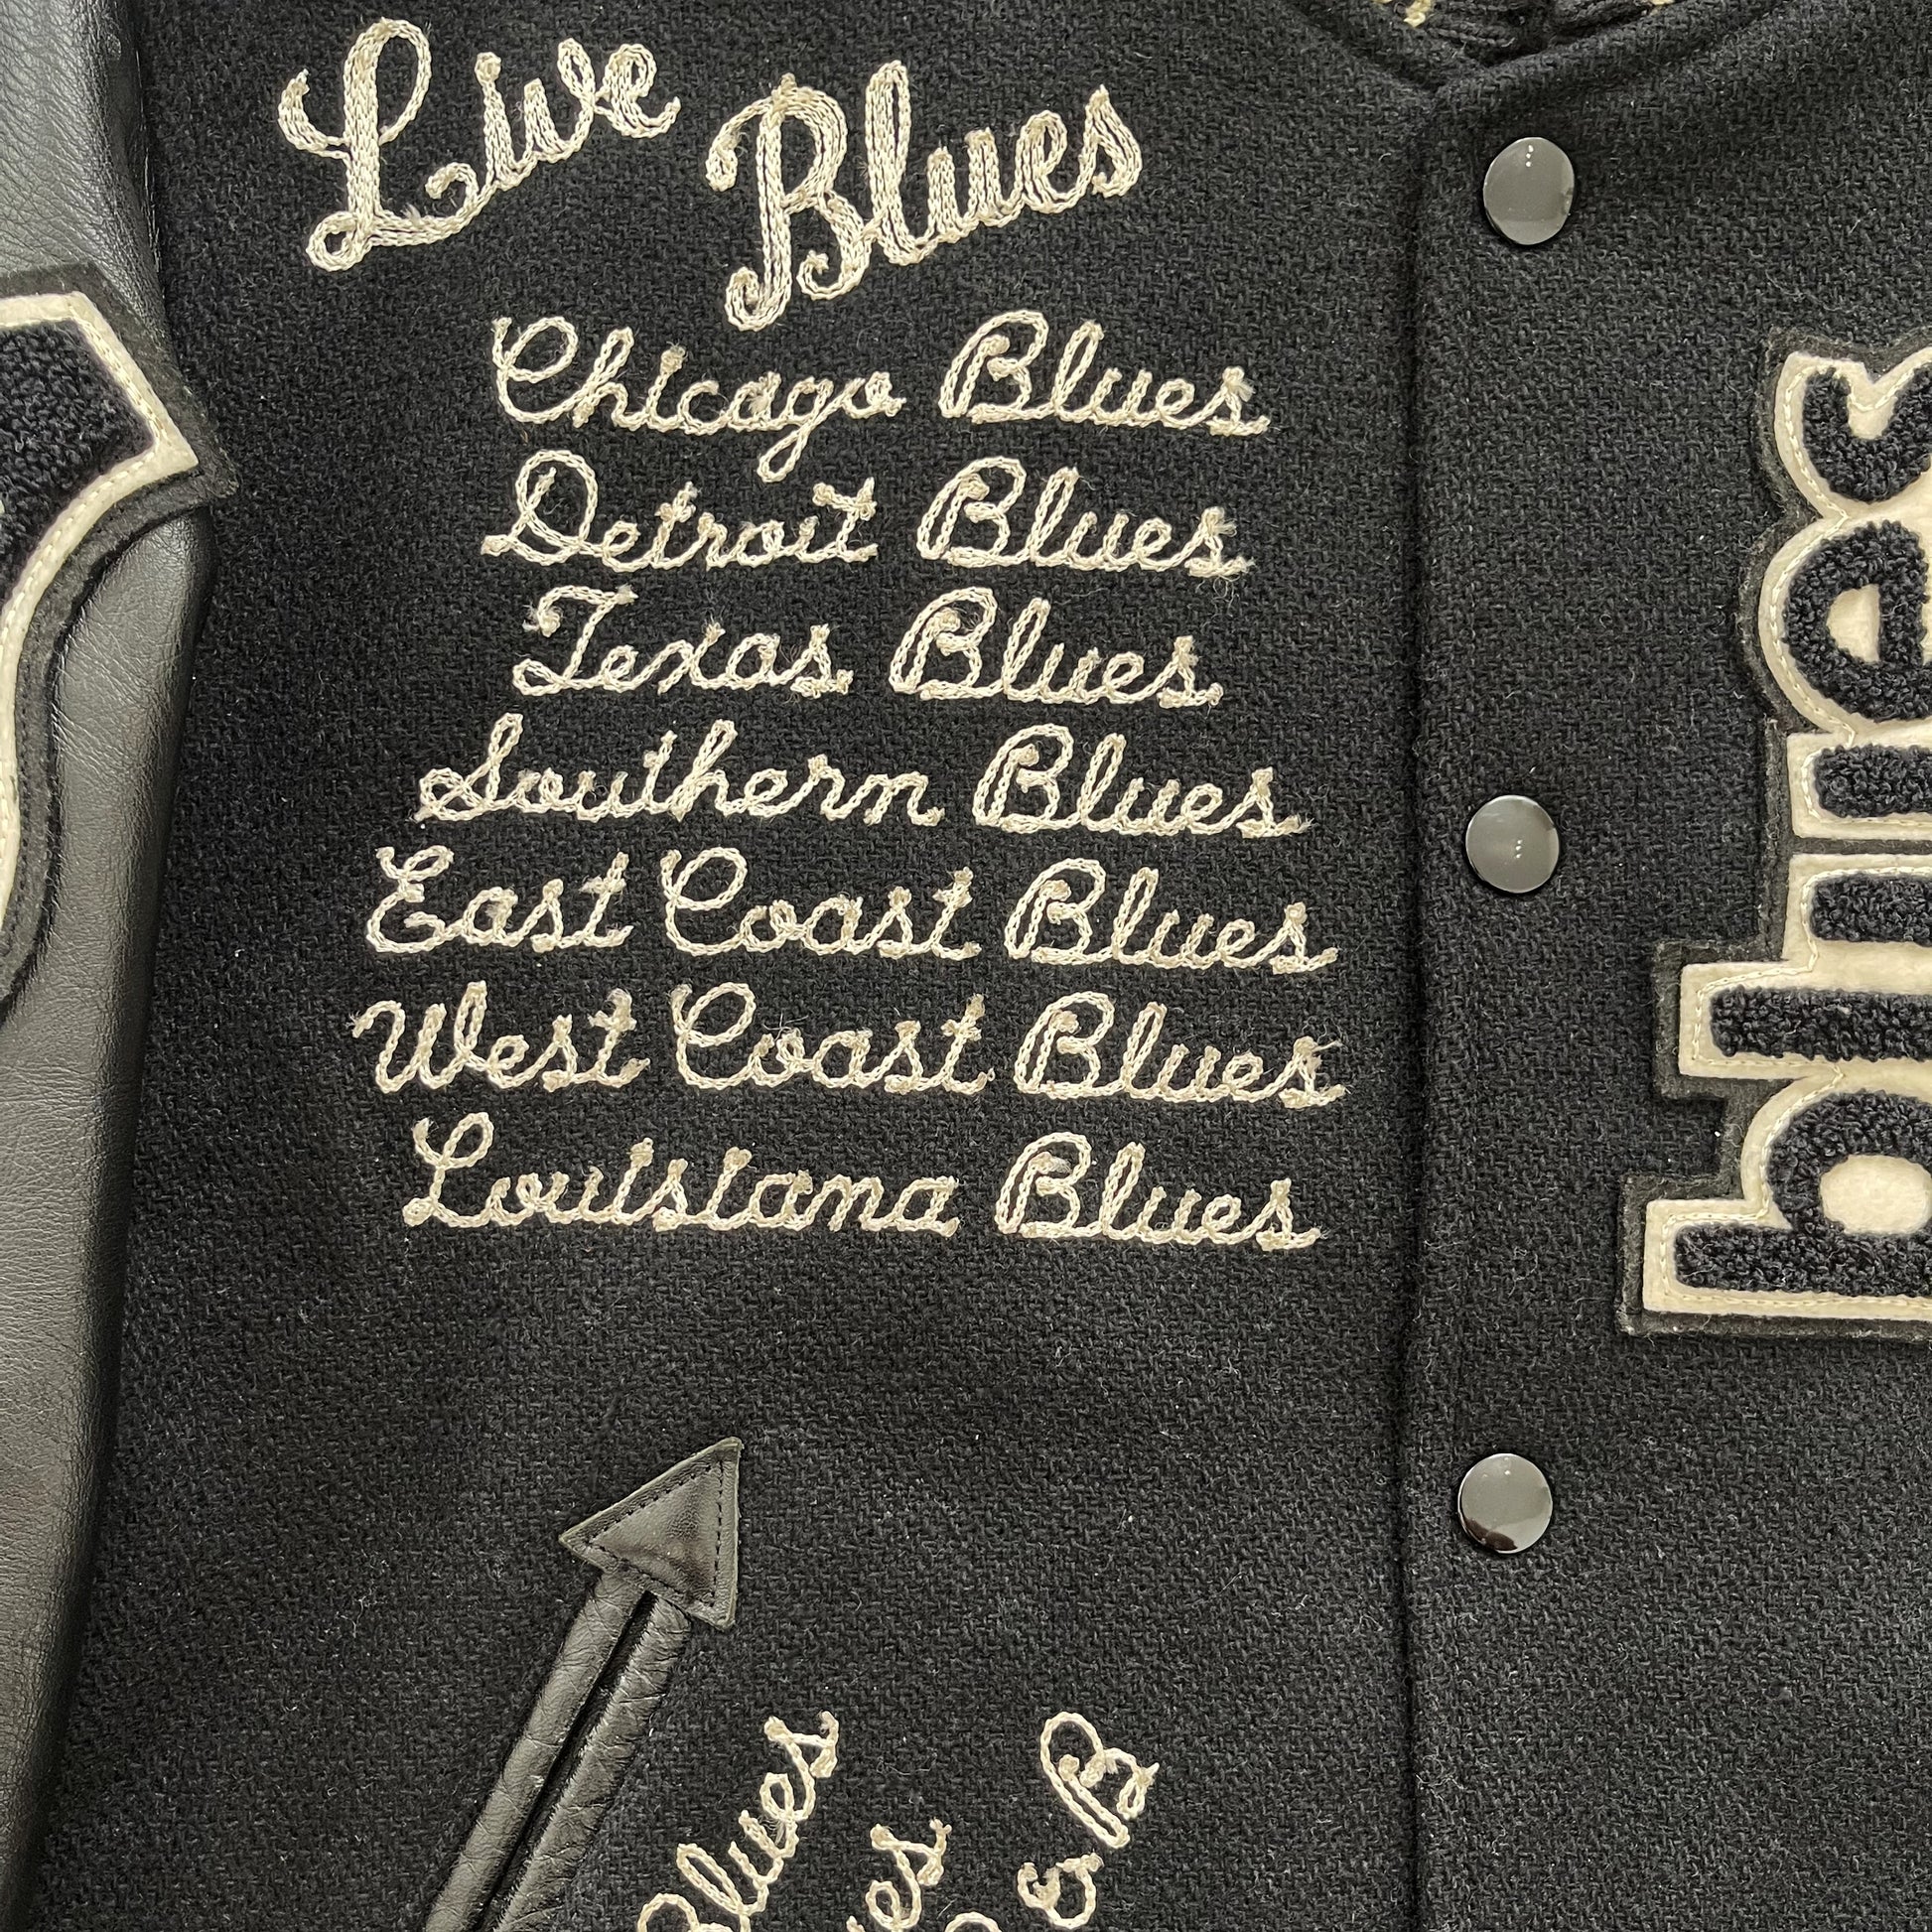 Live Blues
Chicago Blues
Detroit Blues
Texas Blues
Southern Blues
East Coast Blues
West Coast Blues
Louisiana Blues
blues
Blues